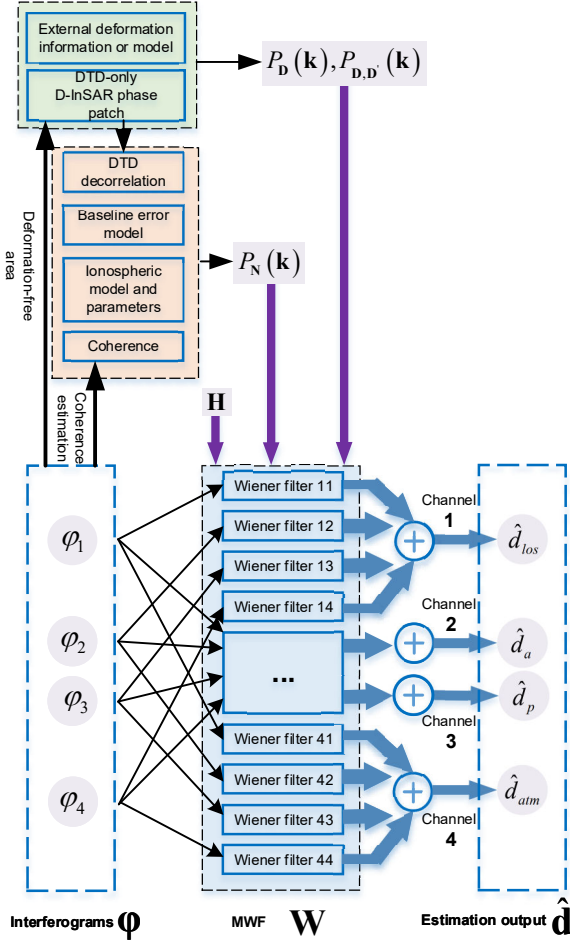 External deformation
information or model
DTD-only
D-InSAR phase
patch
P_D(k), P_{D,D'}(k)
DTD
decorrelation
Baseline error
model
Ionospheric
model and
parameters
Coherence
P_N(k)
Deformation-free
area
Coherence
estimation
H
φ₁
φ₂
φ₃
φ₄
Wiener filter 11
Wiener filter 12
Wiener filter 13
Wiener filter 14
...
Wiener filter 41
Wiener filter 42
Wiener filter 43
Wiener filter 44
+
+
+
+
Channel
1
Channel
2
Channel
3
Channel
4
d̂_los
d̂_a
d̂_p
d̂_atm
Interferograms φ
MWF W
Estimation output d̂